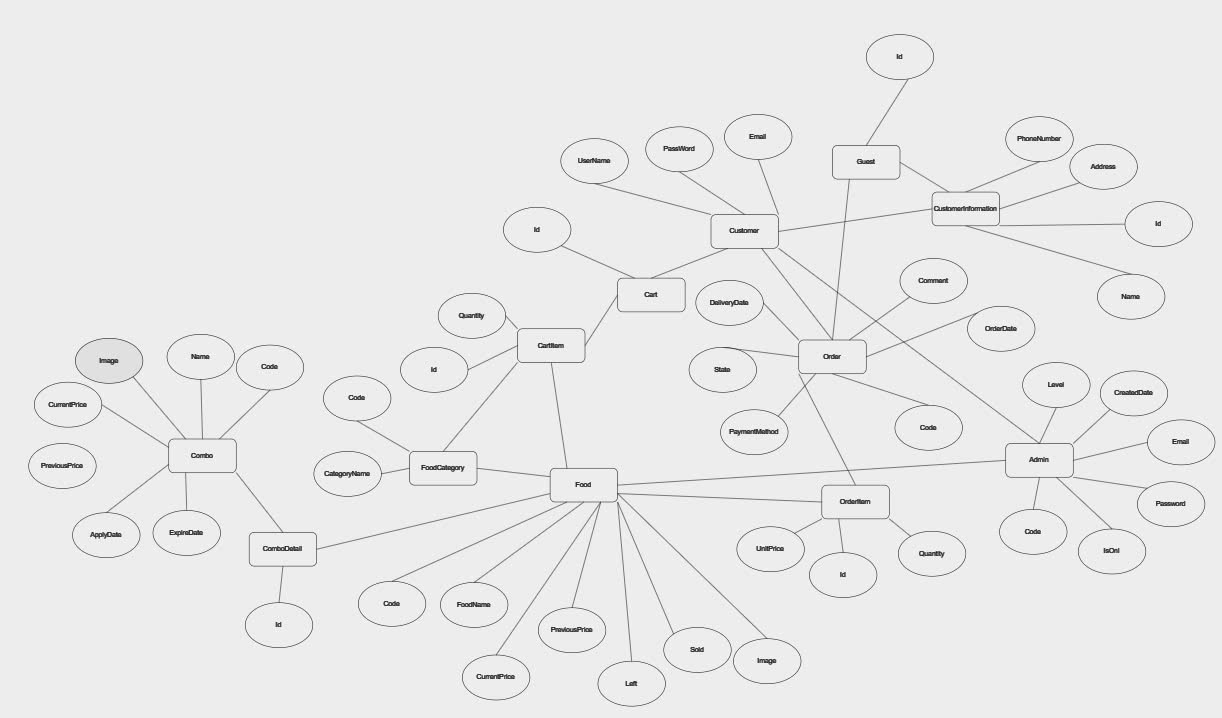 Id
Email
PhoneNumber
PassWord
UserName
Guest
Address
CustomerInformation
Id
Id
Customer
Comment
Cart
Name
DeliveryDate
Quantity
OrderDate
CartItem
Order
Name
Image
Code
Id
State
Level
CreatedDate
Code
CurrentPrice
Code
PaymentMethod
Email
Combo
Admin
PreviousPrice
FoodCategory
CategoryName
Food
OrderItem
Password
ApplyDate
ExpireDate
Code
ComboDetail
UnitPrice
IsOnl
Quantity
Id
Code
FoodName
Id
PreviousPrice
Sold
Image
CurrentPrice
Left